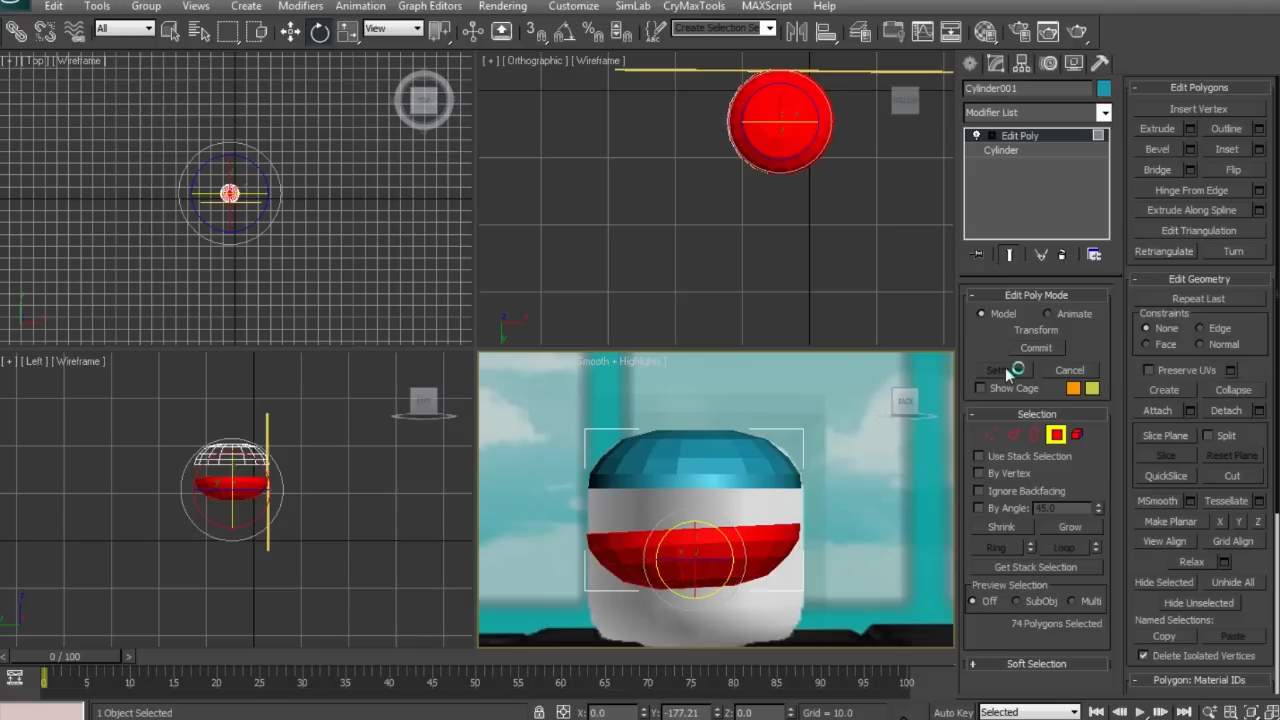 Edit Tools Group Views Create Modifiers Animation Graph Editors Rendering Customize SimLab CryMaxTools MAXScript Help
All View Create Selection Se
[ + ] [ Top ] [ Wireframe ]
TOP
[ + ] [ Orthographic ] [ Wireframe ]
[ + ] [ Left ] [ Wireframe ]
LEFT
Smooth + Highlights ]
Cylinder001
Modifier List
Edit Poly
Cylinder
Edit Poly Mode
Model Animate
Transform
Commit
Cancel
Show Cage
Selection
Use Stack Selection
By Vertex
Ignore Backfacing
By Angle: 45.0
Shrink Grow
Ring Loop
Get Stack Selection
Preview Selection
Off SubObj Multi
74 Polygons Selected
Soft Selection
Edit Polygons
Insert Vertex
Extrude Outline
Bevel Inset
Bridge Flip
Hinge From Edge
Extrude Along Spline
Edit Triangulation
Retriangulate Turn
Edit Geometry
Repeat Last
Constraints
None Edge
Face Normal
Preserve UVs
Create Collapse
Attach Detach
Slice Plane Split
Slice Reset Plane
QuickSlice Cut
MSmooth Tessellate
Make Planar X Y Z
View Align Grid Align
Relax
Hide Selected Unhide All
Hide Unselected
Named Selections:
Copy Paste
Delete Isolated Vertices
Polygon: Material IDs
< 0 / 100 >
0 5 10 15 20 25 30 35 40 45 50 55 60 65 70 75 80 85 90 95 100
1 Object Selected X: 0.0 Y: -177.21 Z: 0.0 Grid = 10.0 Auto Key Selected